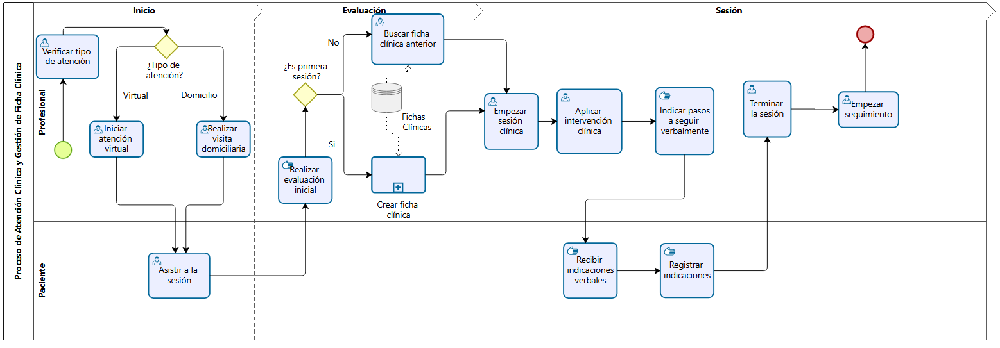 Proceso de Atención Clínica y Gestión de Ficha Clínica
Inicio
Evaluación
Sesión
Profesional
Paciente
Verificar tipo
de atención
¿Tipo de
atención?
Virtual
Domicilio
Iniciar
atención
virtual
Realizar
visita
domiciliaria
Asistir a la
sesión
Realizar
evaluación
inicial
¿Es primera
sesión?
No
Si
Buscar ficha
clínica anterior
Fichas
Clínicas
Crear ficha
clínica
Empezar
sesión
clínica
Aplicar
intervención
clínica
Indicar pasos
a seguir
verbalmente
Recibir
indicaciones
verbales
Registrar
indicaciones
Terminar
la sesión
Empezar
seguimiento